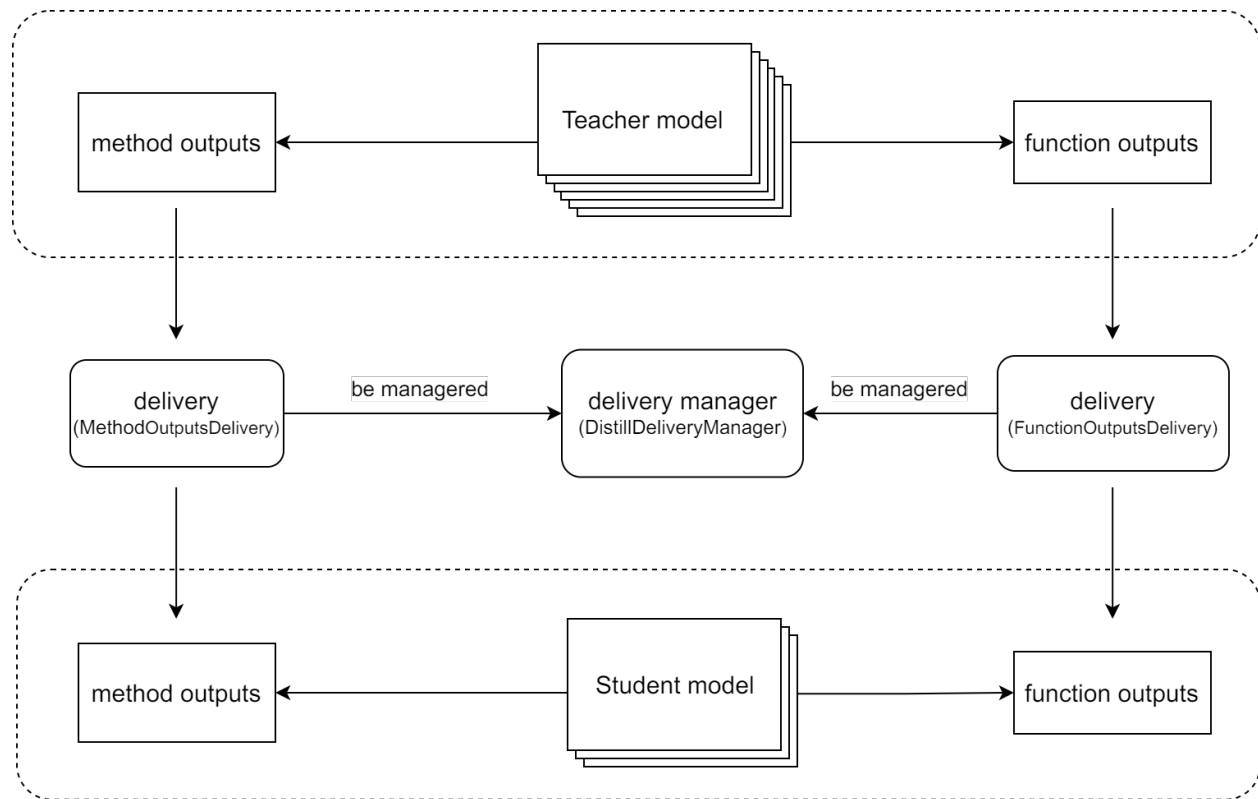 Teacher model
method outputs
function outputs
be managered
be managered
delivery
(MethodOutputsDelivery)
delivery manager
(DistillDeliveryManager)
delivery
(FunctionOutputsDelivery)
method outputs
Student model
function outputs